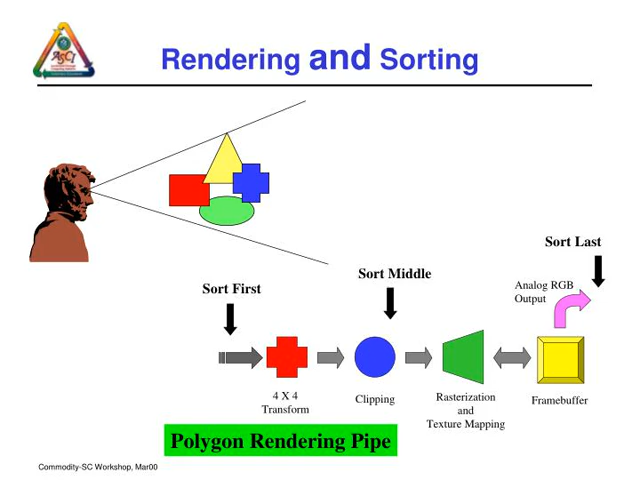 Rendering and Sorting
ASCI
Sort Last
Sort Middle
Analog RGB
Output
Sort First
4 X 4
Transform
Clipping
Rasterization
and
Texture Mapping
Framebuffer
Polygon Rendering Pipe
Commodity-SC Workshop, Mar00